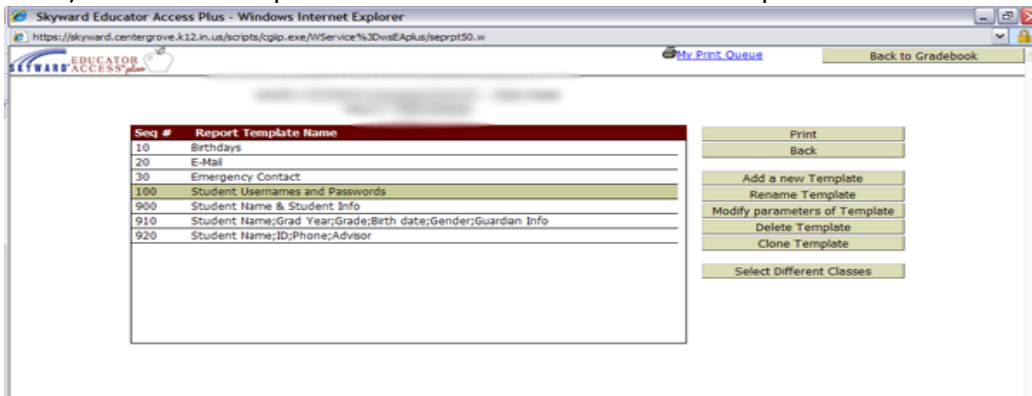 Skyward Educator Access Plus - Windows Internet Explorer
https://skyward.centergrove.k12.in.us/scripts/cgip.exe/WService%3DwsEAplus/seprpt50.w
SKYWARD' EDUCATOR ACCESS plus
My Print Queue
Back to Gradebook
Seq # Report Template Name
10 Birthdays
20 E-Mail
30 Emergency Contact
100 Student Usernames and Passwords
900 Student Name & Student Info
910 Student Name;Grad Year;Grade;Birth date;Gender;Guardian Info
920 Student Name;ID;Phone;Advisor
Print
Back
Add a new Template
Rename Template
Modify parameters of Template
Delete Template
Clone Template
Select Different Classes